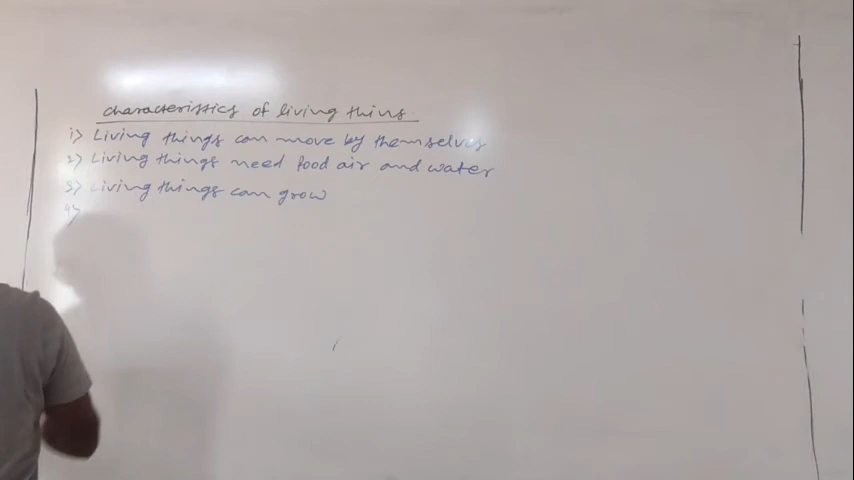 characteristics of living thins.
1) Living things can move by themselves
2) Living things need food air and water
3) Living things can grow
4)